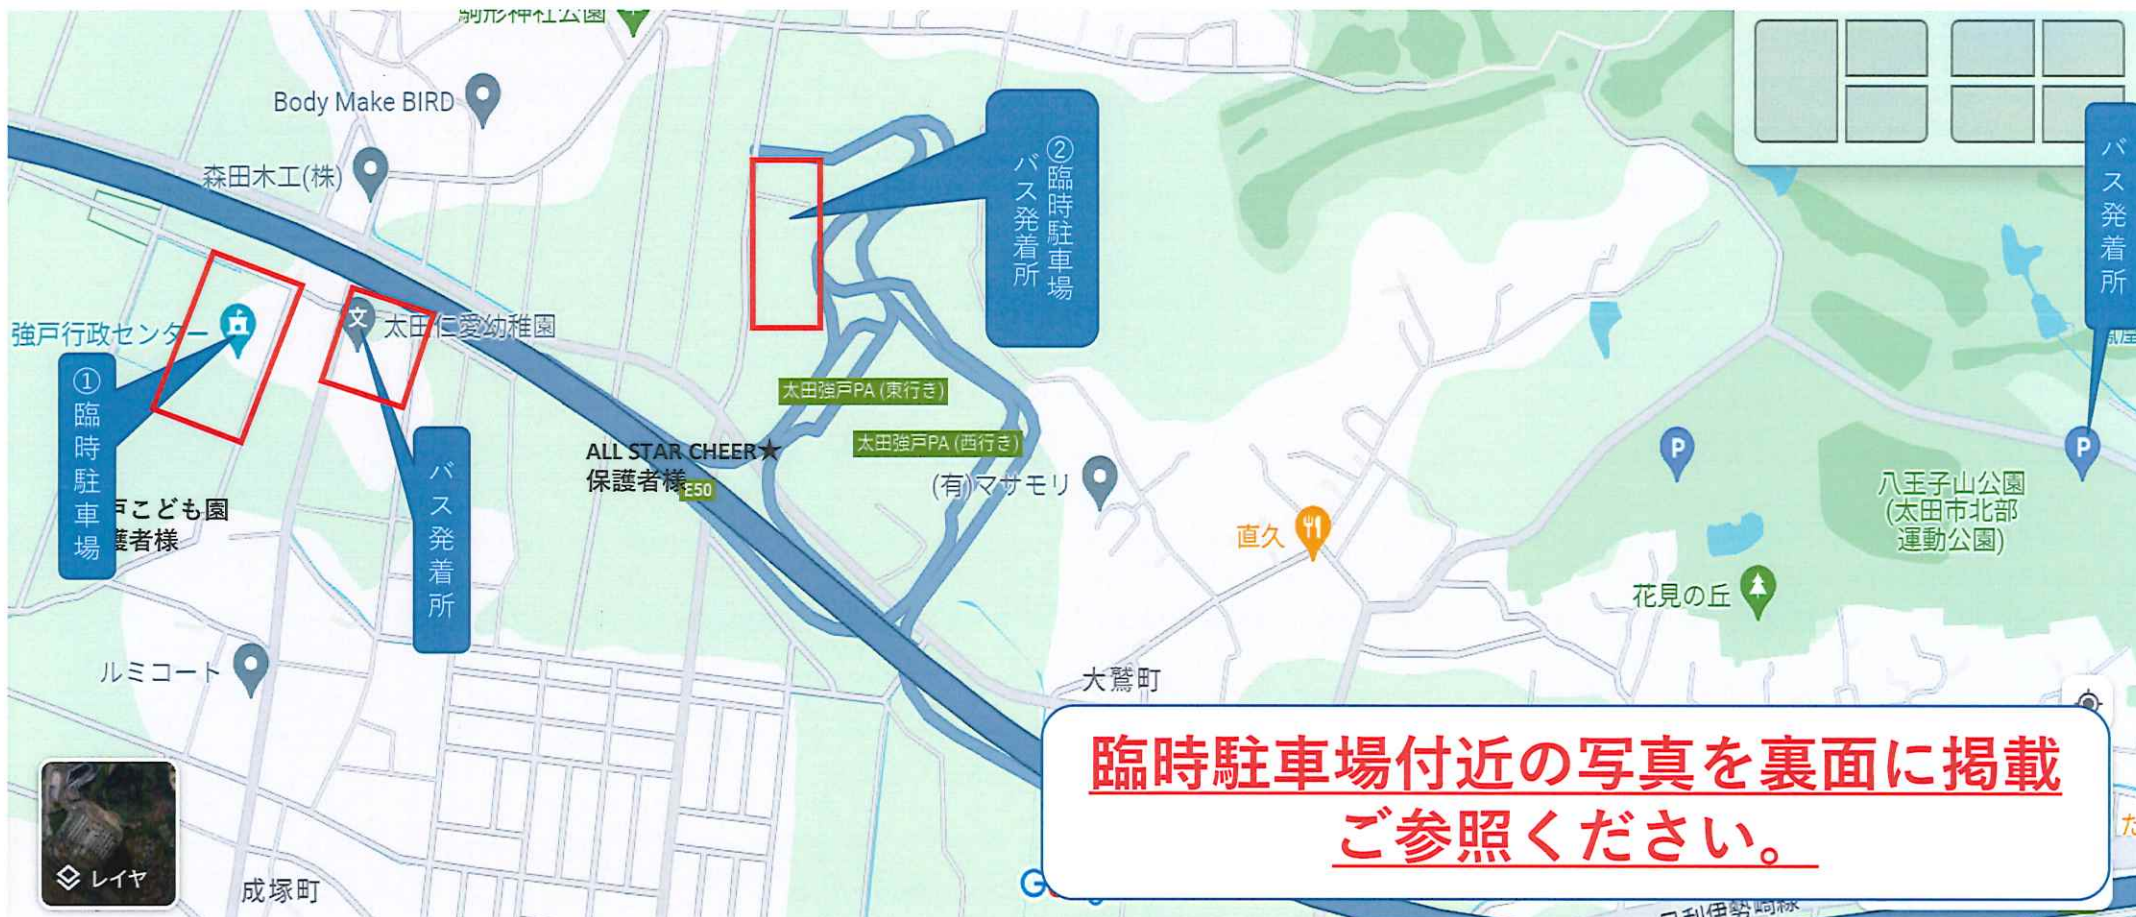 駒形神社公園
Body Make BIRD
森田木工(株)
②臨時駐車場
バス発着所
バス発着所
強戸行政センター
太田仁愛幼稚園
①臨時駐車場
太田強戸PA (東行き)
太田強戸PA (西行き)
ALL STAR CHEER★
保護者様
E50
(有)マサモリ
バス発着所
戸こども園
護者様
直久
P
P
八王子山公園
(太田市北部
運動公園)
花見の丘
ルミコート
大鷲町
臨時駐車場付近の写真を裏面に掲載
ご参照ください。
レイヤ
成塚町